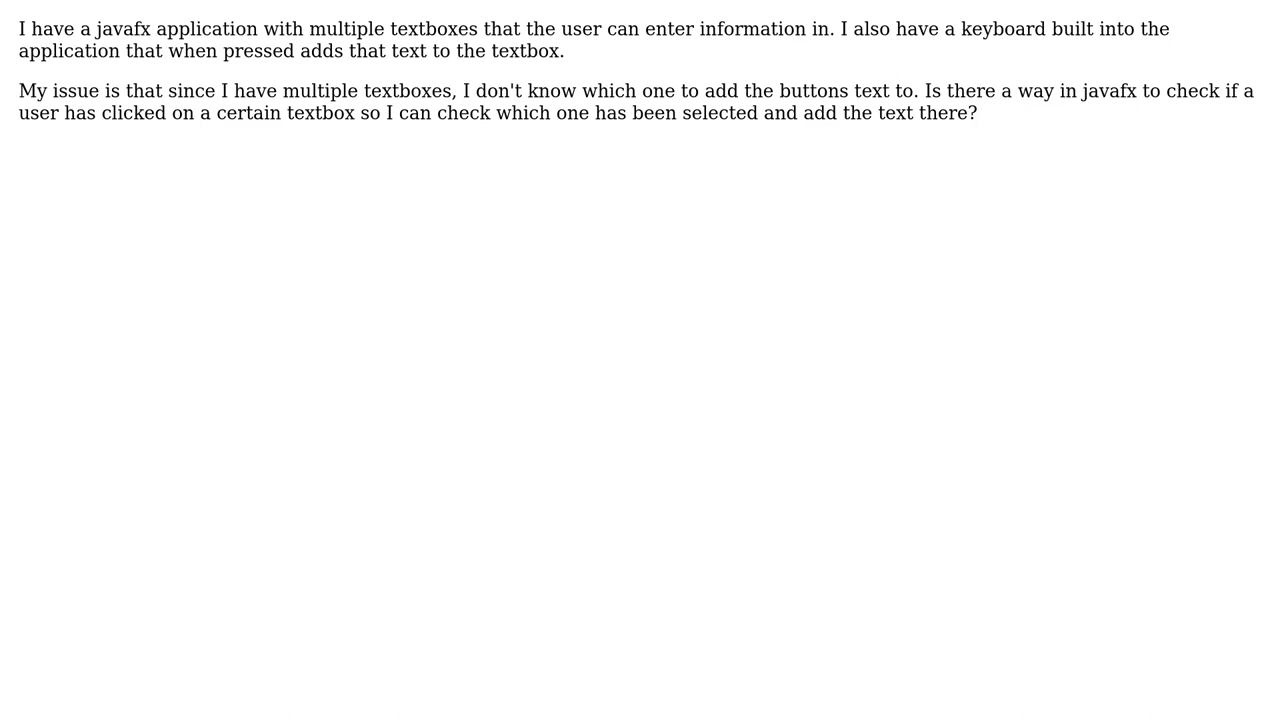 I have a javafx application with multiple textboxes that the user can enter information in. I also have a keyboard built into the
application that when pressed adds that text to the textbox.
My issue is that since I have multiple textboxes, I don't know which one to add the buttons text to. Is there a way in javafx to check if a
user has clicked on a certain textbox so I can check which one has been selected and add the text there?